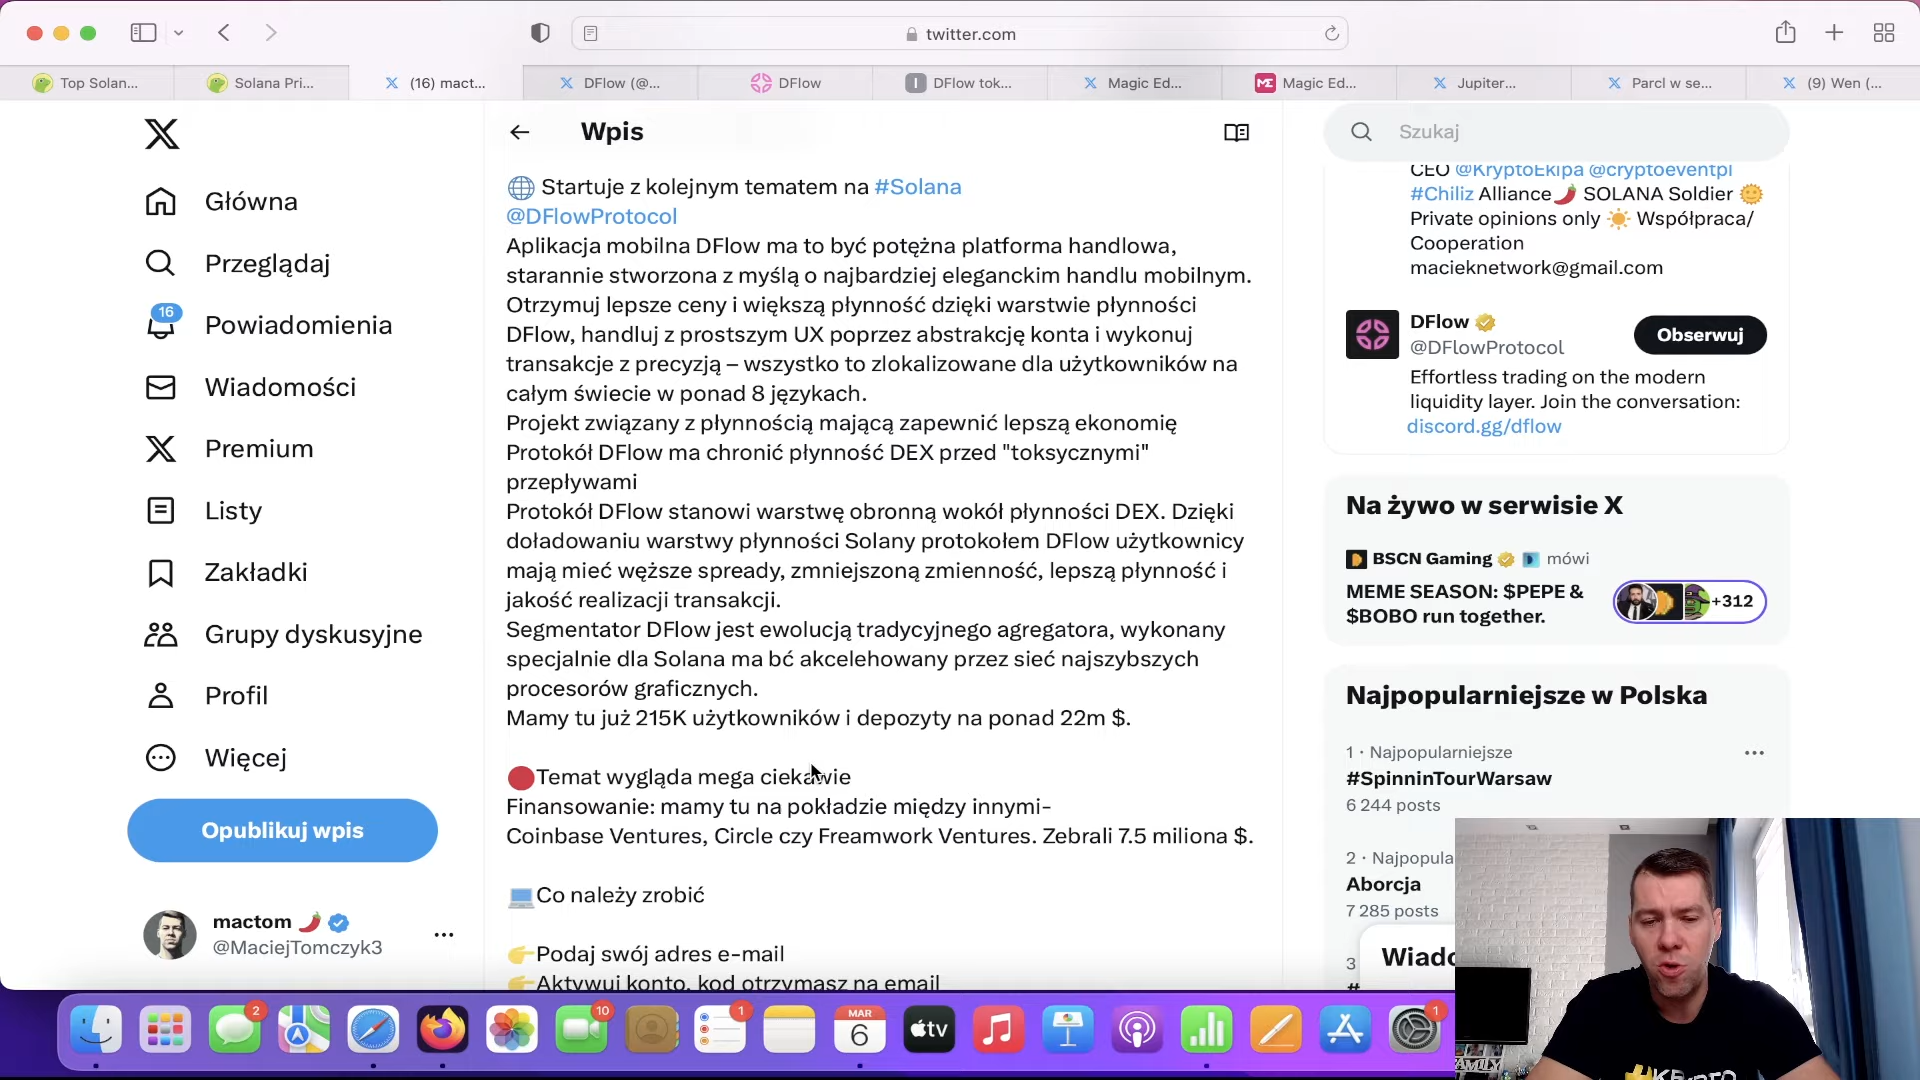 twitter.com
Top Solan...
Solana Pri...
(16) mact...
DFlow (@...
DFlow
DFlow tok...
Magic Ed...
Magic Ed...
Jupiter...
Parcl w se...
(9) Wen (...
Główna
Przeglądaj
16
Powiadomienia
Wiadomości
Premium
Listy
Zakładki
Grupy dyskusyjne
Profil
Więcej
Opublikuj wpis
mactom
@MaciejTomczyk3
Wpis
Startuje z kolejnym tematem na #Solana
@DFlowProtocol
Aplikacja mobilna DFlow ma to być potężna platforma handlowa,
starannie stworzona z myślą o najbardziej eleganckim handlu mobilnym.
Otrzymuj lepsze ceny i większą płynność dzięki warstwie płynności
DFlow, handluj z prostszym UX poprzez abstrakcję konta i wykonuj
transakcje z precyzją – wszystko to zlokalizowane dla użytkowników na
całym świecie w ponad 8 językach.
Projekt związany z płynnością mającą zapewnić lepszą ekonomię
Protokół DFlow ma chronić płynność DEX przed "toksycznymi"
przepływami
Protokół DFlow stanowi warstwę obronną wokół płynności DEX. Dzięki
doładowaniu warstwy płynności Solany protokołem DFlow użytkownicy
mają mieć węższe spready, zmniejszoną zmienność, lepszą płynność i
jakość realizacji transakcji.
Segmentator DFlow jest ewolucją tradycyjnego agregatora, wykonany
specjalnie dla Solana ma bć akcelehowany przez sieć najszybszych
procesorów graficznych.
Mamy tu już 215K użytkowników i depozyty na ponad 22m $.
Temat wygląda mega ciekawie
Finansowanie: mamy tu na pokładzie między innymi-
Coinbase Ventures, Circle czy Freamwork Ventures. Zebrali 7.5 miliona $.
Co należy zrobić
Podaj swój adres e-mail
Aktywuj konto, kod otrzymasz na email
Szukaj
CEO @KryptoEkipa @cryptoeventpl
#Chiliz Alliance SOLANA Soldier
Private opinions only Współpraca/
Cooperation
macieknetwork@gmail.com
DFlow
@DFlowProtocol
Obserwuj
Effortless trading on the modern
liquidity layer. Join the conversation:
discord.gg/dflow
Na żywo w serwisie X
BSCN Gaming mówi
MEME SEASON: $PEPE &
$BOBO run together.
+312
Najpopularniejsze w Polska
1 · Najpopularniejsze
#SpinninTourWarsaw
6 244 posts
2 · Najpopula
Aborcja
7 285 posts
3
Wiado
#
2
10
1
MAR
6
tv
1
FAMILY